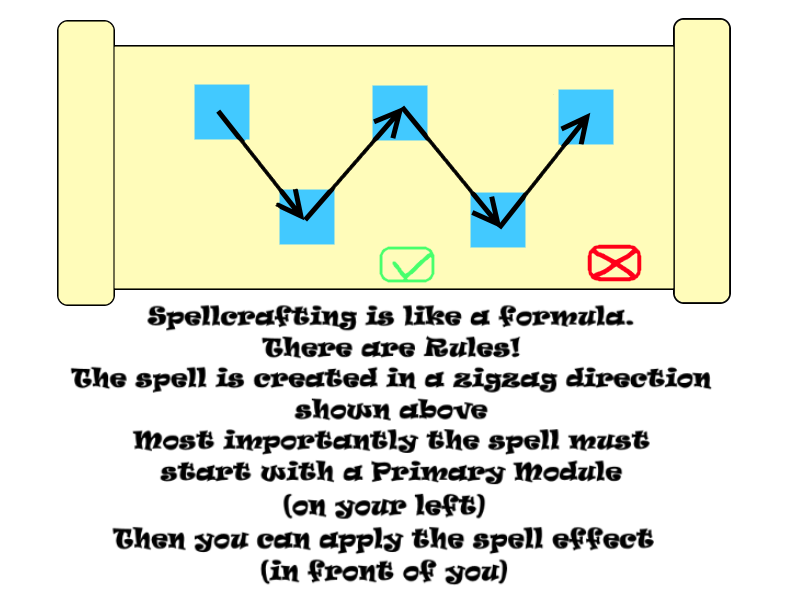 Spellcrafting is like a formula.
There are Rules!
The spell is created in a zigzag direction
shown above
Most importantly the spell must
start with a Primary Module
(on your left)
Then you can apply the spell effect
(in front of you)